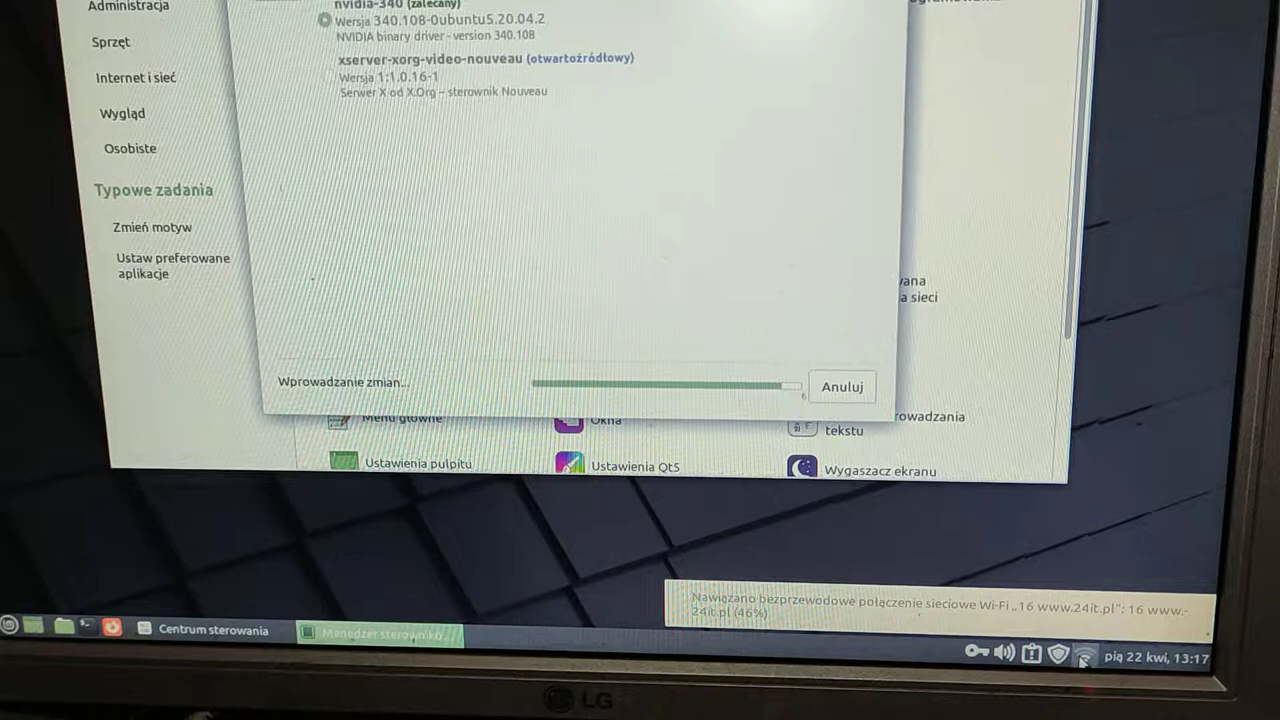 Administracja
Sprzęt
Internet i sieć
Wygląd
Osobiste
Typowe zadania
Zmień motyw
Ustaw preferowane
aplikacje
nvidia-340 (zalecany)
Wersja 340.108-0ubuntu5.20.04.2
NVIDIA binary driver - version 340.108
xserver-xorg-video-nouveau (otwartoźródłowy)
Wersja 1:1.0.16-1
Serwer X od X.Org – sterownik Nouveau
Wprowadzanie zmian...
Anuluj
a sieci
Menu główne
Okna
tekstu
Ustawienia pulpitu
Ustawienia Qt5
Wygaszacz ekranu
Nawiązano bezprzewodowe połączenie sieciowe Wi-Fi „16 www.24it.pl”: 16 www.-
24it.pl (46%)
Centrum sterowania
Menedżer sterownikó...
pią 22 kwi, 13:17
LG